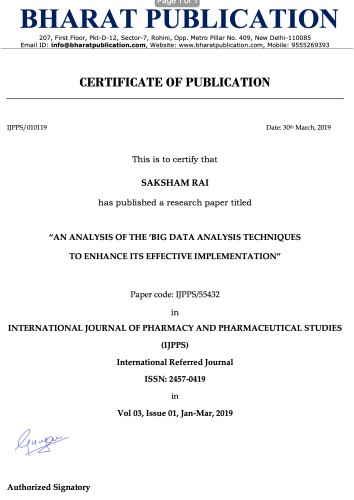 Page 1 of 1
BHARAT PUBLICATION
207, First Floor, Pkt-D-12, Sector-7, Rohini, Opp. Metro Pillar No. 409, New Delhi-110085
Email ID: info@bharatpublication.com, Website: www.bharatpublication.com, Mobile: 9555269393
CERTIFICATE OF PUBLICATION
IJPPS/010119 Date: 30th March, 2019
This is to certify that
SAKSHAM RAI
has published a research paper titled
“AN ANALYSIS OF THE ‘BIG DATA ANALYSIS TECHNIQUES
TO ENHANCE ITS EFFECTIVE IMPLEMENTATION”
Paper code: IJPPS/55432
in
INTERNATIONAL JOURNAL OF PHARMACY AND PHARMACEUTICAL STUDIES
(IJPPS)
International Referred Journal
ISSN: 2457-0419
in
Vol 03, Issue 01, Jan-Mar, 2019
Authorized Signatory